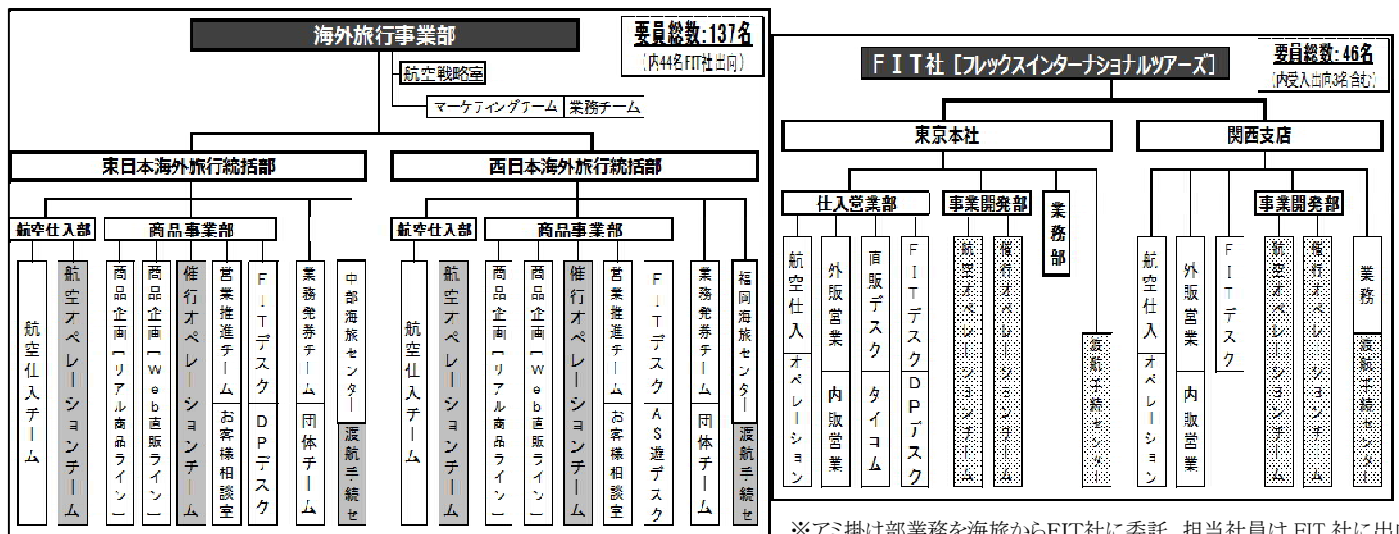 海外旅行事業部
要員総数:137名
(内44名FIT社出向)
航空戦略室
マーケティングチーム
業務チーム
東日本海外旅行統括部
航空仕入部
商品事業部
航空仕入チーム
航空オペレーションチーム
商品企画(リアル商品ライン)
商品企画(Web直販ライン)
催行オペレーションチーム
営業推進チーム
お客様相談室
FITデスク
DPデスク
業務発券チーム
団体チーム
中部海旅センター
渡航手続セ
西日本海外旅行統括部
航空仕入部
商品事業部
航空仕入チーム
航空オペレーションチーム
商品企画(リアル商品ライン)
商品企画(Web直販ライン)
催行オペレーションチーム
営業推進チーム
お客様相談室
FITデスク
AS遊デスク
業務発券チーム
団体チーム
福岡海旅センター
渡航手続セ
FIT社[フレックスインターナショナルツアーズ]
要員総数:46名
(内受入出向3名含む)
東京本社
仕入営業部
事業開発部
業務部
航空仕入
オペレーション
外販営業
内販営業
直販デスク
タイコム
FITデスク
DPデスク
航空オペレーションチーム
催行オペレーションチーム
渡航手続センター
関西支店
事業開発部
航空仕入
オペレーション
外販営業
内販営業
FITデスク
航空オペレーションチーム
催行オペレーションチーム
業務
渡航手続センター
※アミ掛け部業務を海旅からFIT社に委託、担当社員は FIT 社に出向